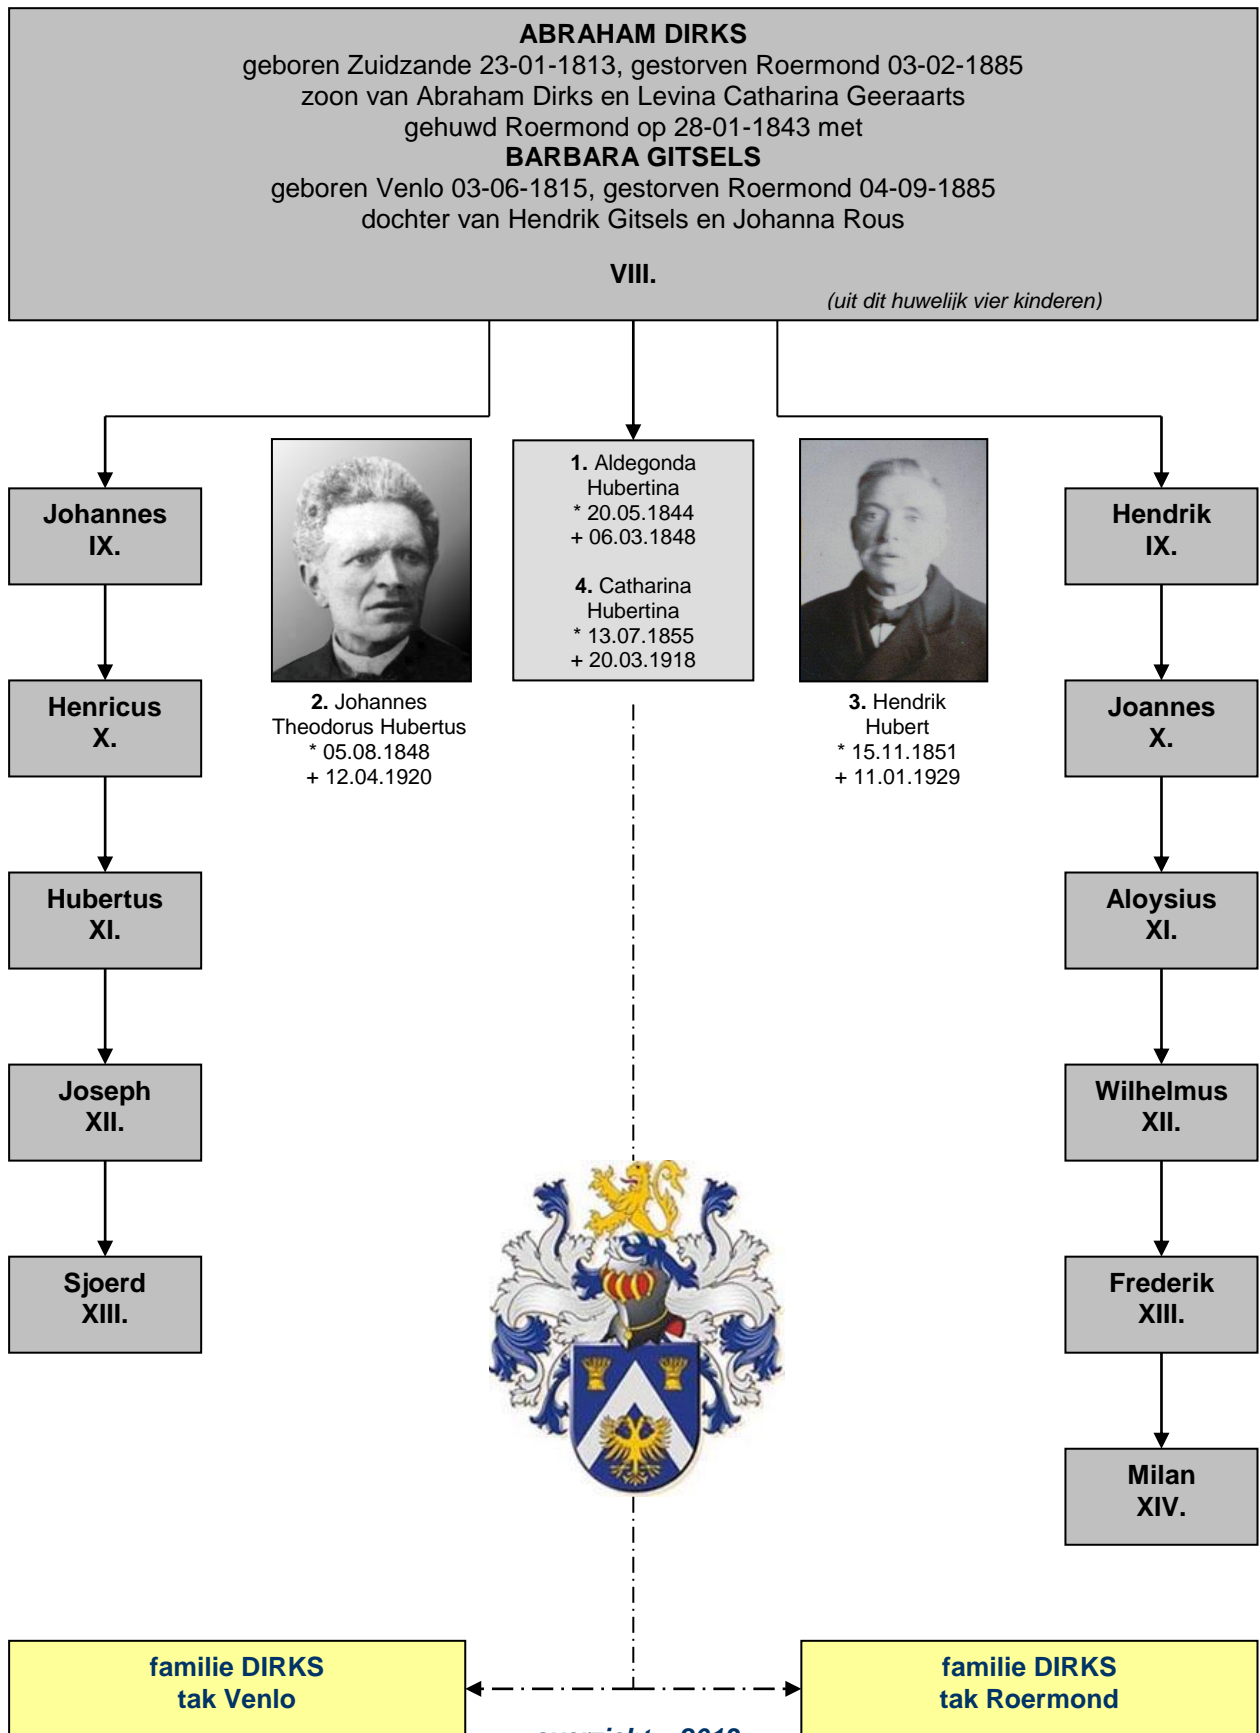 ABRAHAM DIRKS
geboren Zuidzande 23-01-1813, gestorven Roermond 03-02-1885
zoon van Abraham Dirks en Levina Catharina Geeraarts
gehuwd Roermond op 28-01-1843 met
BARBARA GITSELS
geboren Venlo 03-06-1815, gestorven Roermond 04-09-1885
dochter van Hendrik Gitsels en Johanna Rous
VIII.
(uit dit huwelijk vier kinderen)
Johannes
IX.
Henricus
X.
Hubertus
XI.
Joseph
XII.
Sjoerd
XIII.
2. Johannes
Theodorus Hubertus
* 05.08.1848
+ 12.04.1920
1. Aldegonda
Hubertina
* 20.05.1844
+ 06.03.1848
4. Catharina
Hubertina
* 13.07.1855
+ 20.03.1918
3. Hendrik
Hubert
* 15.11.1851
+ 11.01.1929
Hendrik
IX.
Joannes
X.
Aloysius
XI.
Wilhelmus
XII.
Frederik
XIII.
Milan
XIV.
familie DIRKS
tak Venlo
familie DIRKS
tak Roermond